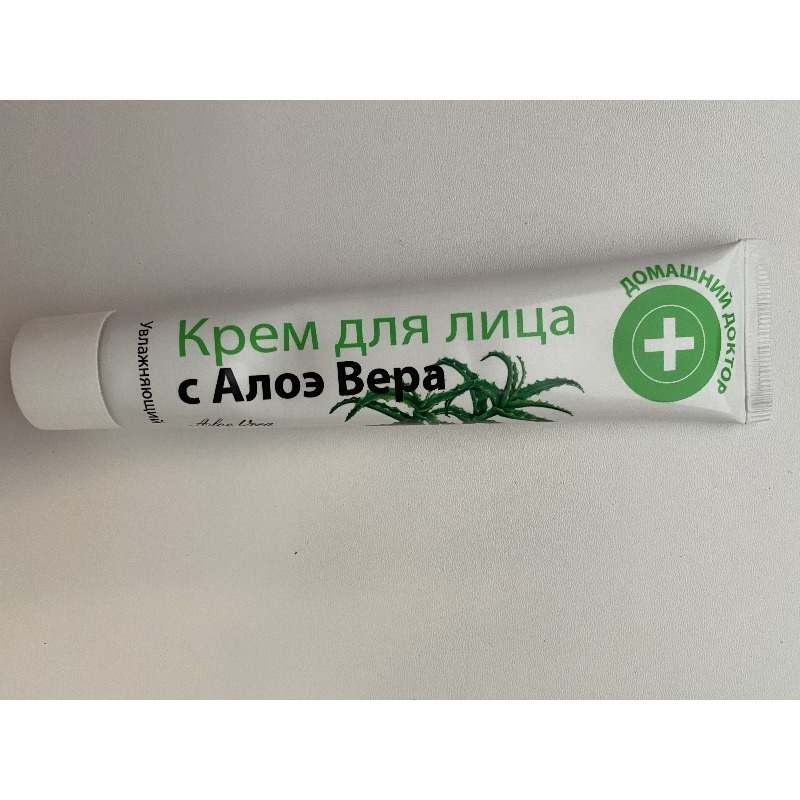 Увлажняющий
Крем для лица
с Алоэ Вера
ДОМАШНИЙ ДОКТОР